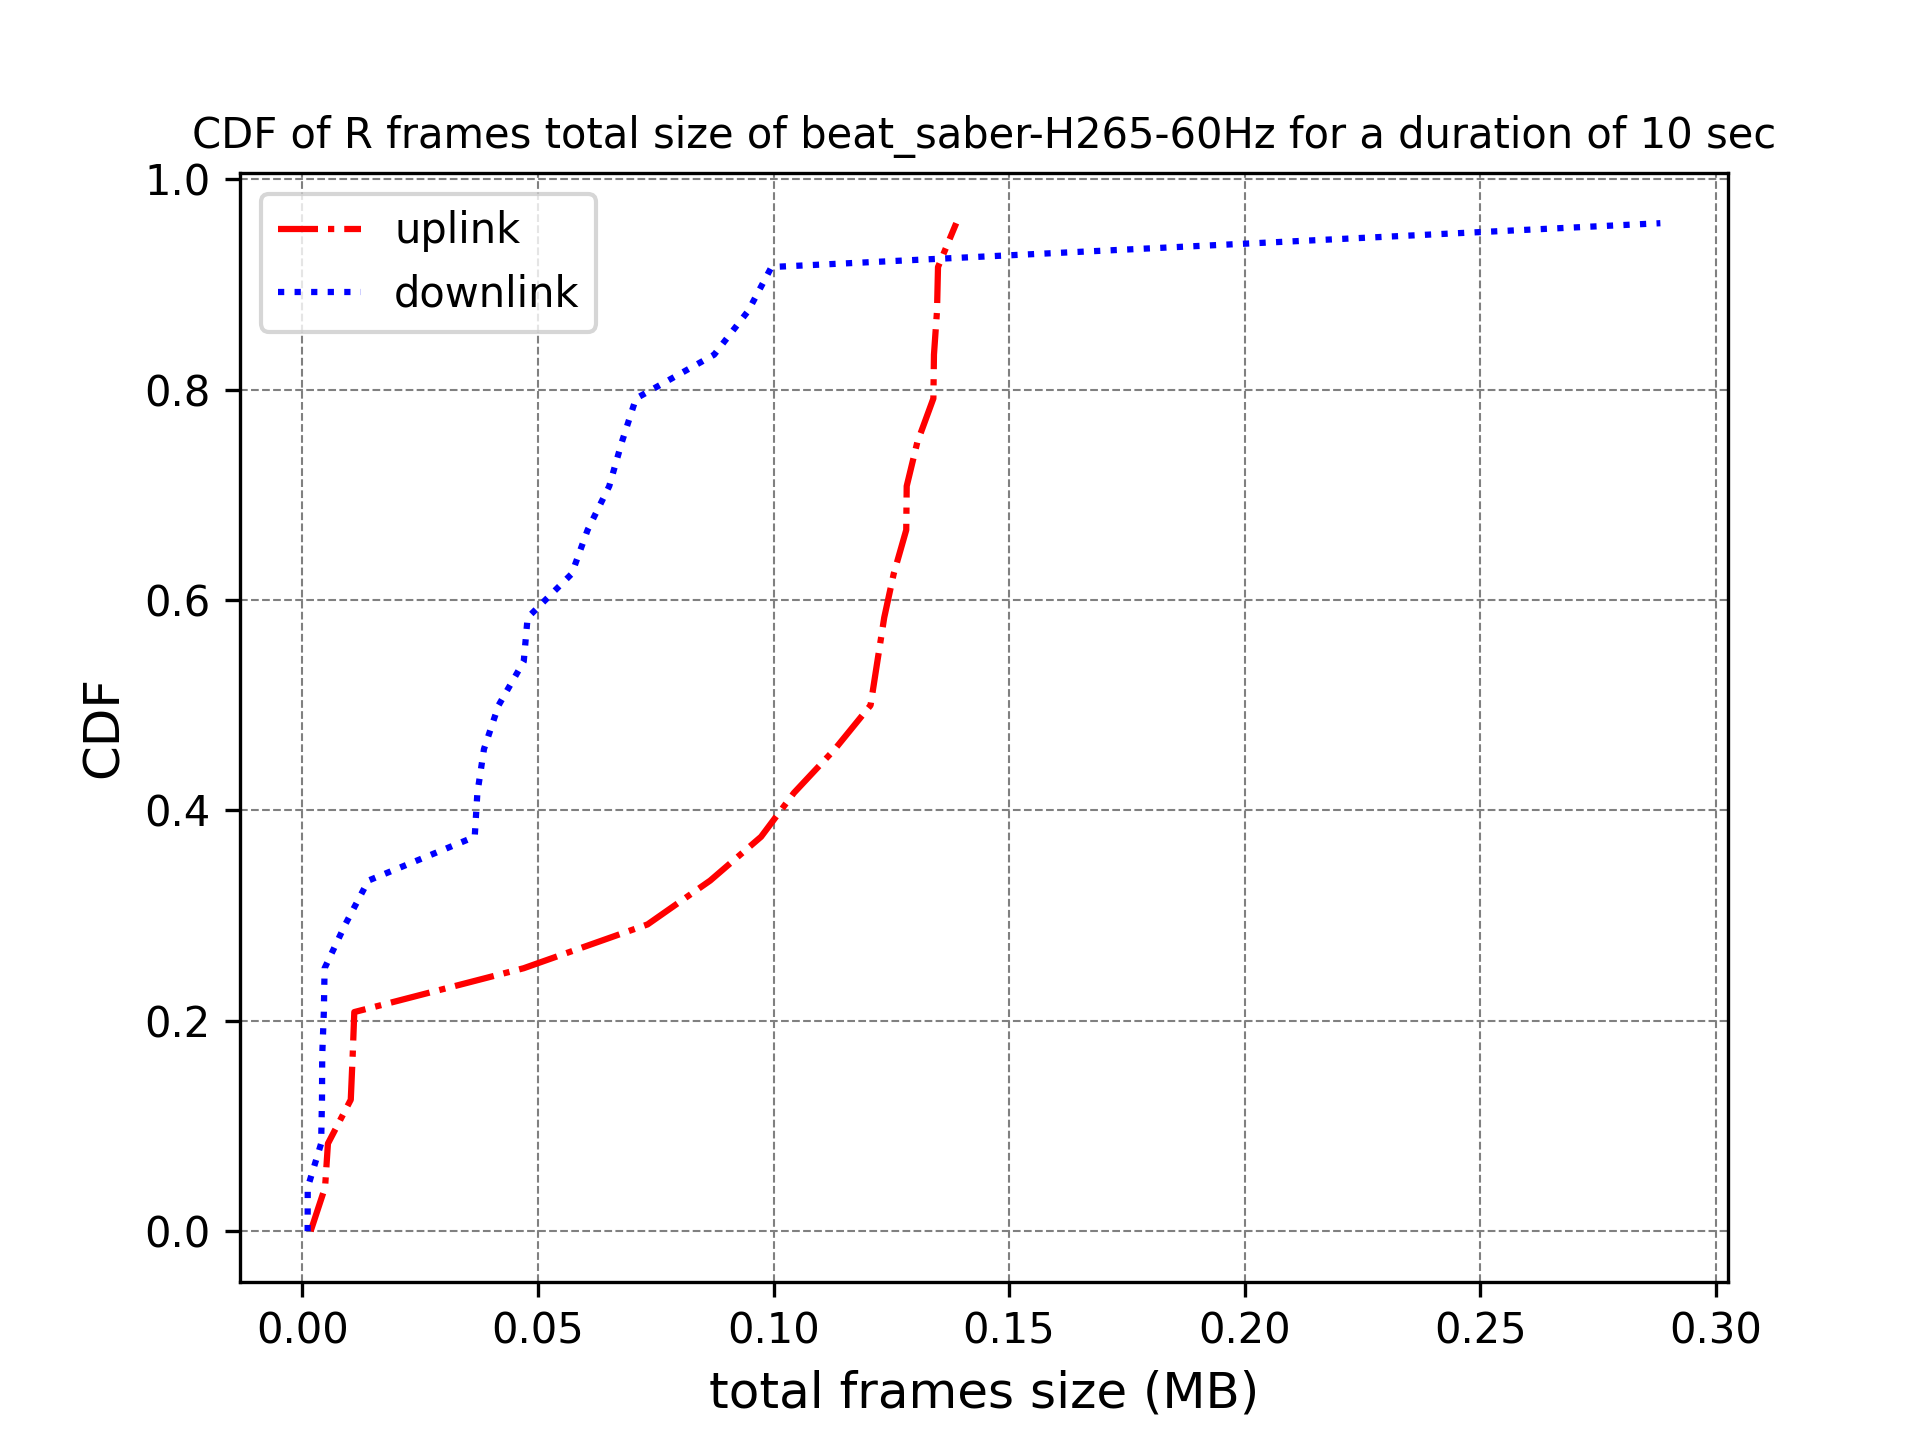 CDF of R frames total size of beat_saber-H265-60Hz for a duration of 10 sec
1.0
0.8
0.6
0.4
0.2
0.0
CDF
uplink
downlink
0.00 0.05 0.10 0.15 0.20 0.25 0.30
total frames size (MB)